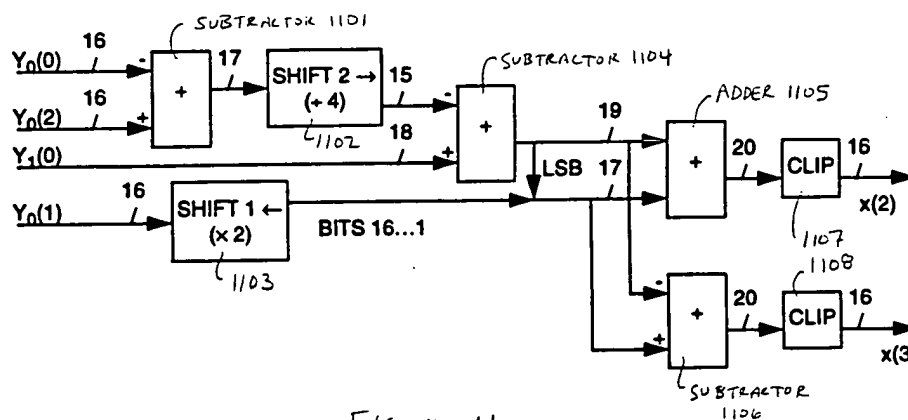 SUBTRACTOR 1101
16
Y₀(0)
-
17
SHIFT 2 →
(÷ 4)
15
SUBTRACTOR 1104
+
16
Y₀(2)
+
1102
18
-
+
19
ADDER 1105
Y₁(0)
+
LSB
17
+
20
CLIP
16
x(2)
16
Y₀(1)
SHIFT 1 ←
(× 2)
BITS 16...1
1103
1107
1108
-
+
20
CLIP
16
+
x(3
SUBTRACTOR
1106